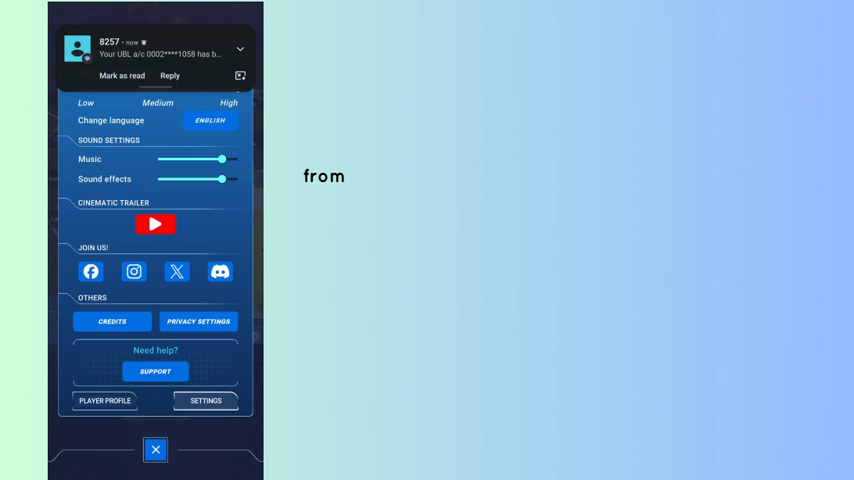 8257 • now
Your UBL a/c 0002****1058 has b...
Mark as read Reply
Low Medium High
Change language ENGLISH
SOUND SETTINGS
Music
Sound effects
CINEMATIC TRAILER
JOIN US!
OTHERS
CREDITS PRIVACY SETTINGS
Need help?
SUPPORT
PLAYER PROFILE SETTINGS
from